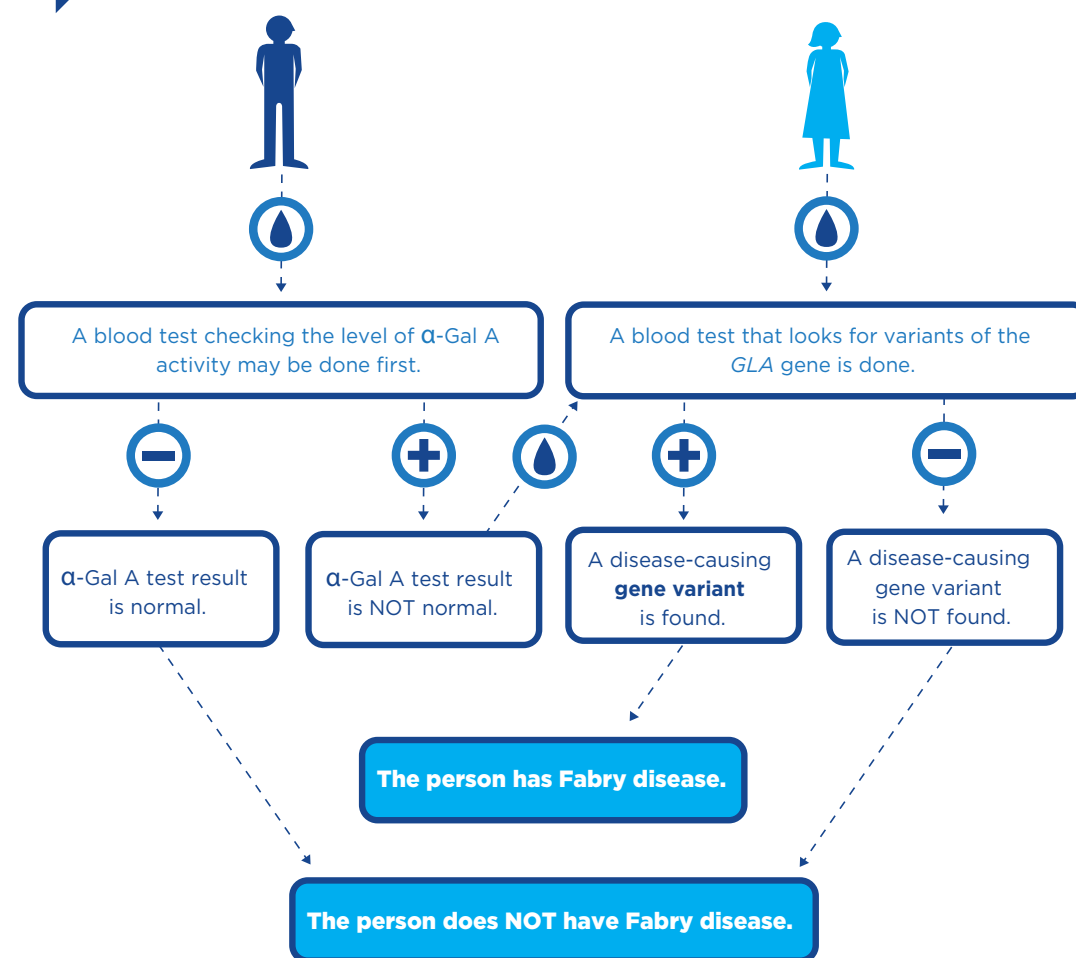 A blood test checking the level of α-Gal A
activity may be done first.
A blood test that looks for variants of the
GLA gene is done.
α-Gal A test result
is normal.
α-Gal A test result
is NOT normal.
A disease-causing
gene variant
is found.
A disease-causing
gene variant
is NOT found.
The person has Fabry disease.
The person does NOT have Fabry disease.